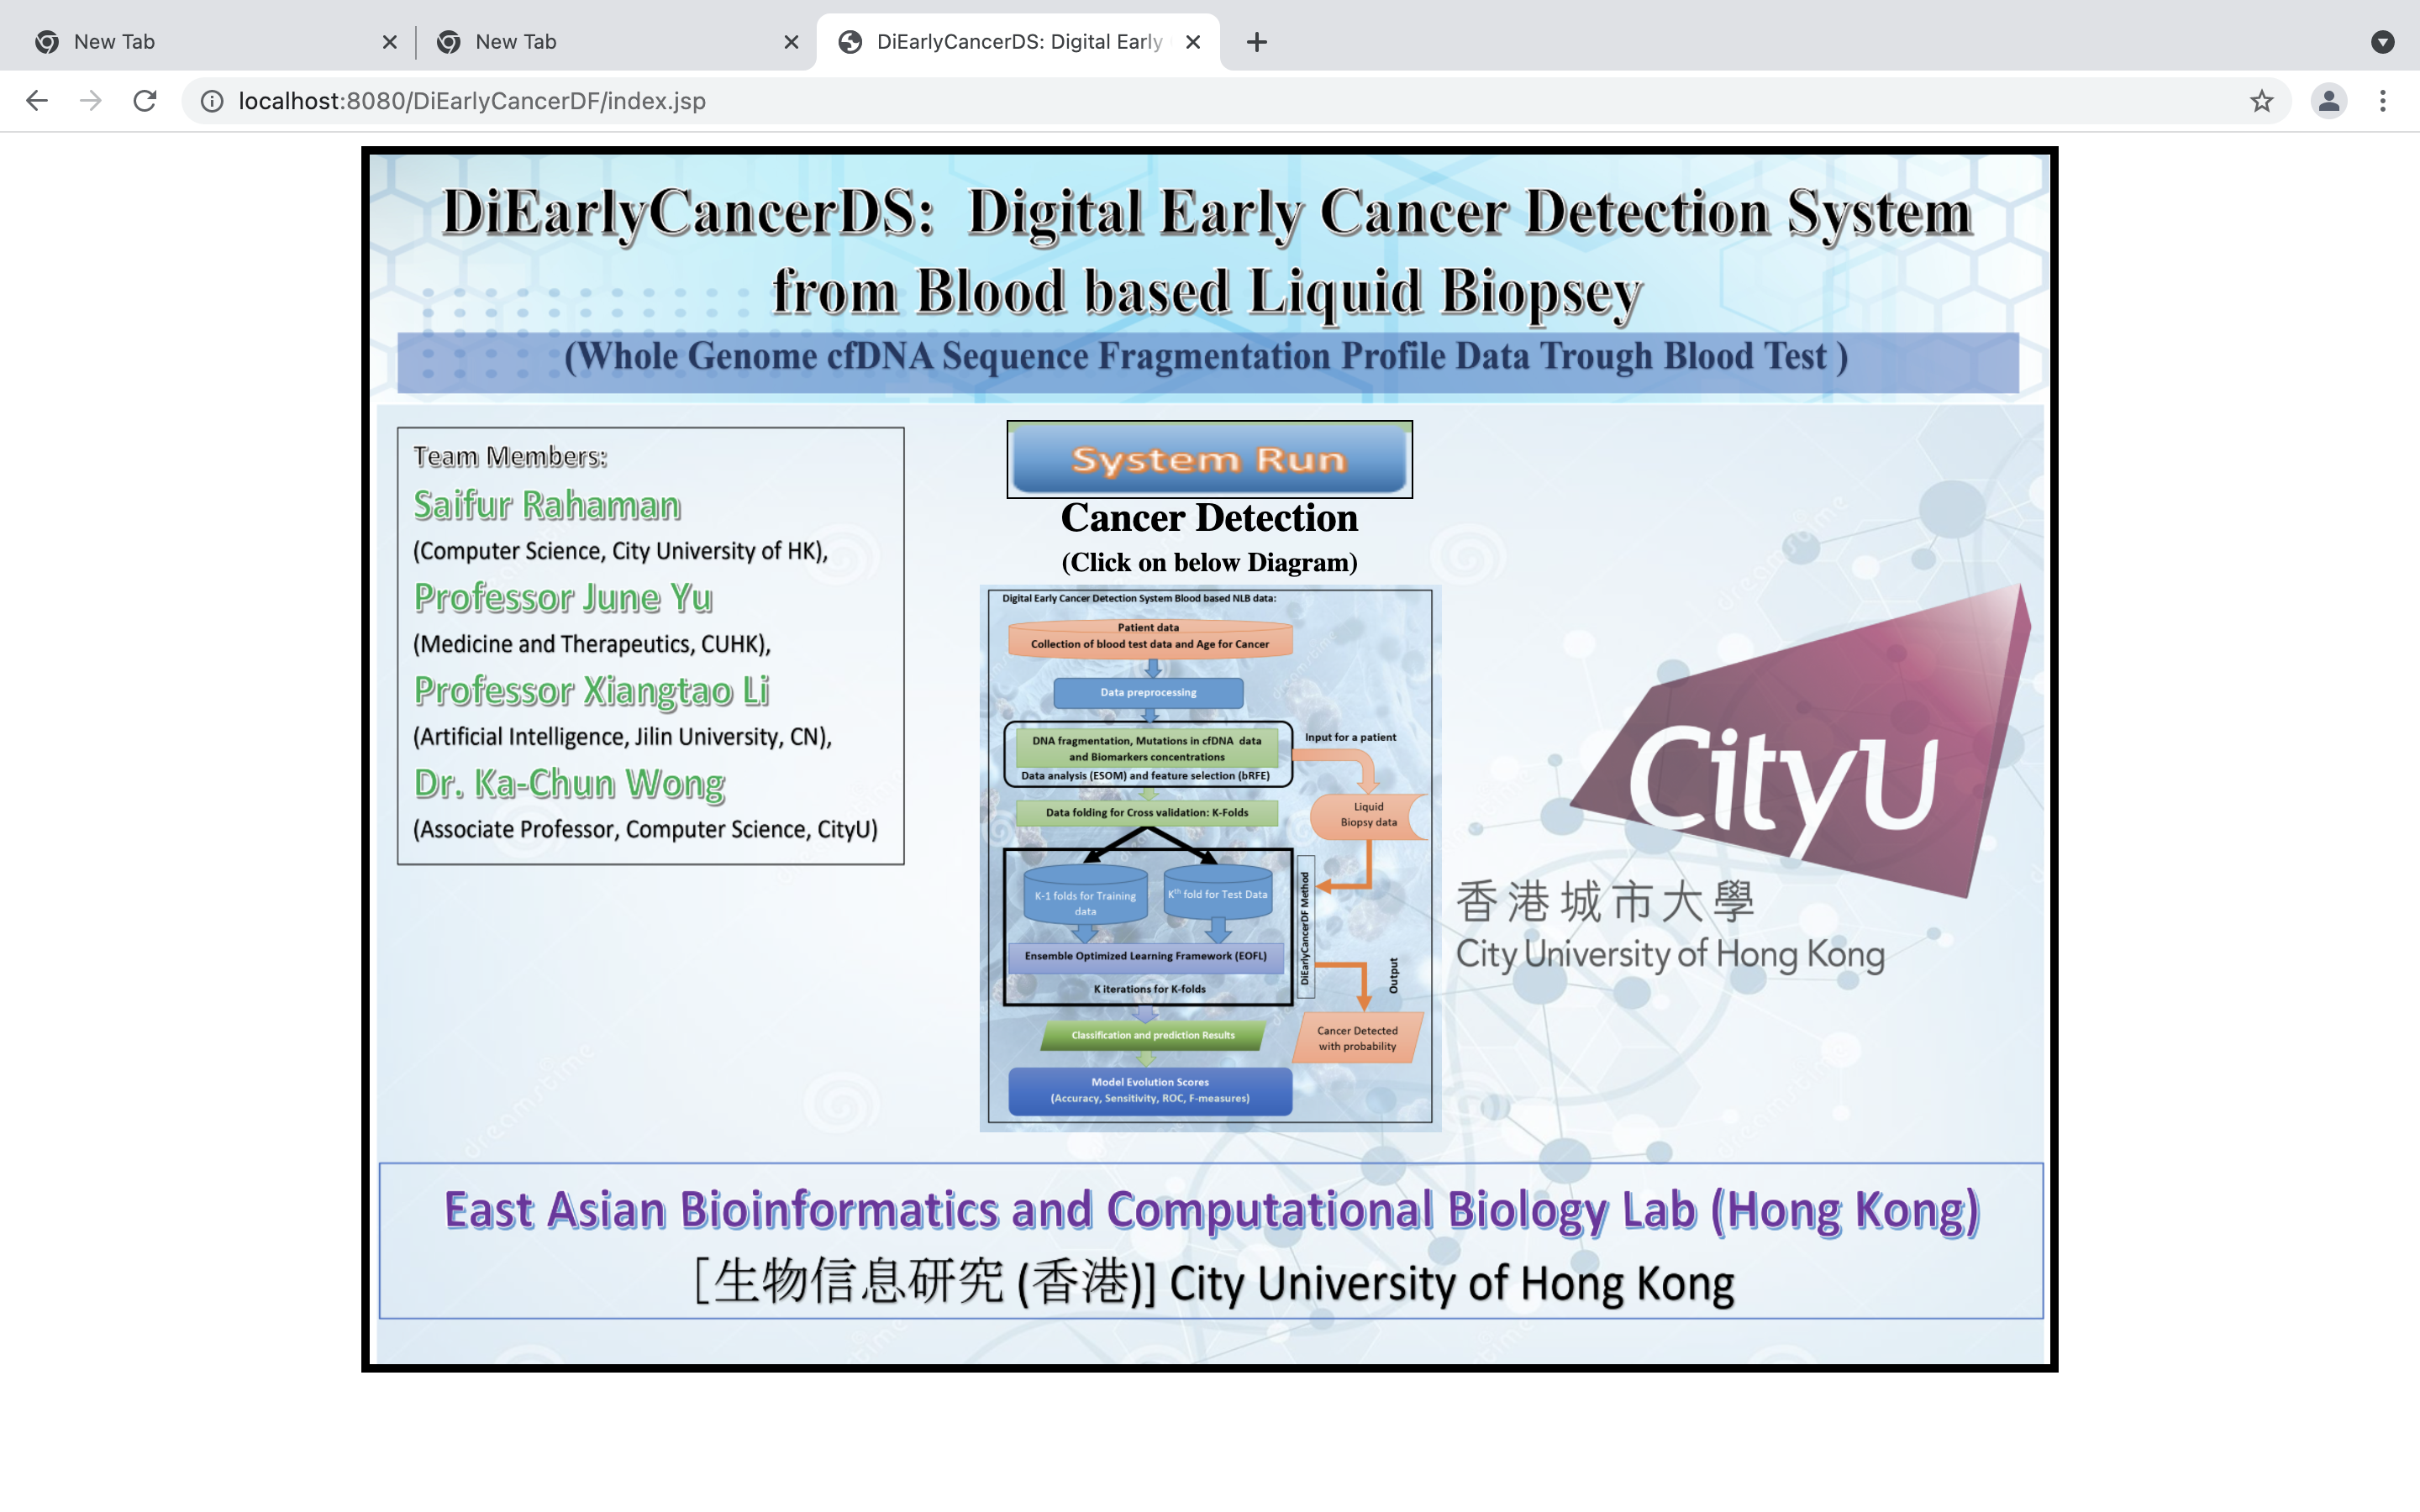 New Tab
New Tab
DiEarlyCancerDS: Digital Early
localhost:8080/DiEarlyCancerDF/index.jsp
DiEarlyCancerDS: Digital Early Cancer Detection System
from Blood based Liquid Biopsey
(Whole Genome cfDNA Sequence Fragmentation Profile Data Trough Blood Test )
Team Members:
Saifur Rahaman
(Computer Science, City University of HK),
Professor June Yu
(Medicine and Therapeutics, CUHK),
Professor Xiangtao Li
(Artificial Intelligence, Jilin University, CN),
Dr. Ka-Chun Wong
(Associate Professor, Computer Science, CityU)
System Run
Cancer Detection
(Click on below Diagram)
Digital Early Cancer Detection System Blood based NLB data:
Patient data
Collection of blood test data and Age for Cancer
Data preprocessing
DNA fragmentation, Mutations in cfDNA data
and Biomarkers concentrations
Data analysis (ESOM) and feature selection (bRFE)
Input for a patient
Liquid
Biopsy data
Data folding for Cross validation: K-Folds
K-1 folds for Training
data
Kth fold for Test Data
Ensemble Optimized Learning Framework (EOFL)
K iterations for K-folds
DiEarlyCancerDF Method
Output
Classification and prediction Results
Cancer Detected
with probability
Model Evolution Scores
(Accuracy, Sensitivity, ROC, F-measures)
CityU
香港城市大學
City University of Hong Kong
East Asian Bioinformatics and Computational Biology Lab (Hong Kong)
[生物信息研究 (香港)] City University of Hong Kong
dreamstime